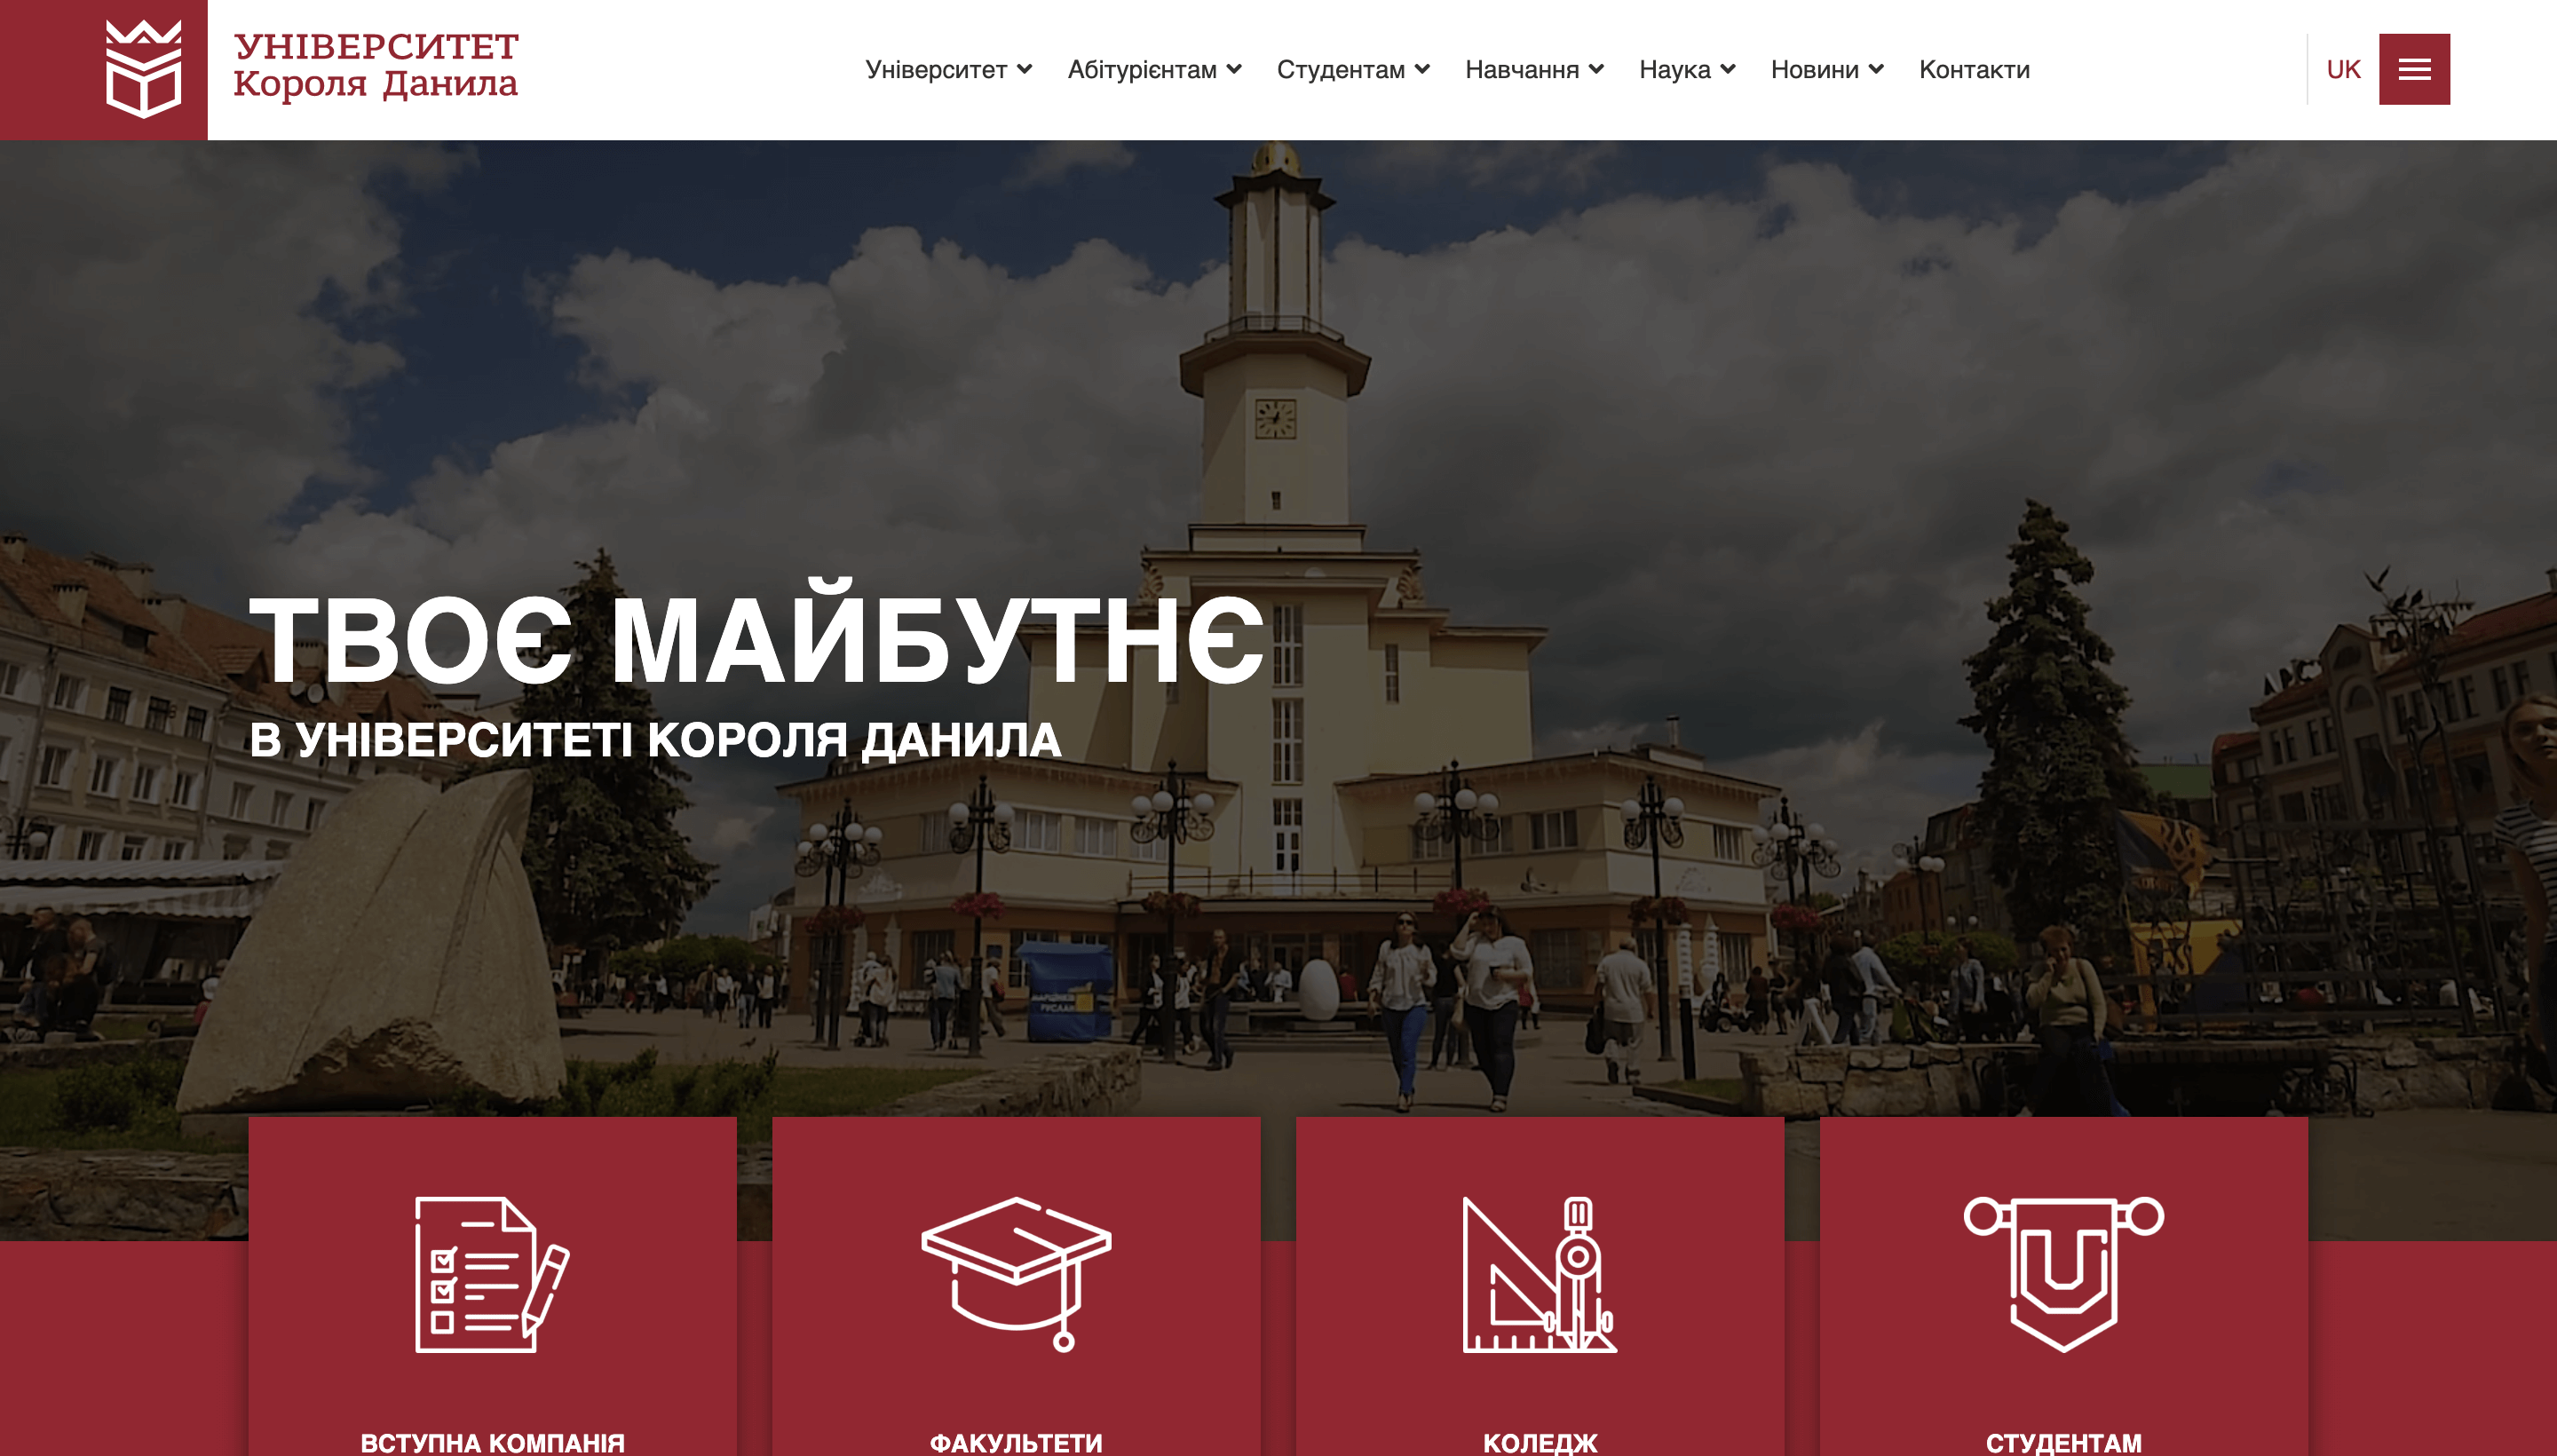 УНІВЕРСИТЕТ
Короля Данила
Університет
Абітурієнтам
Студентам
Навчання
Наука
Новини
Контакти
UK
ТВОЄ МАЙБУТНЄ
В УНІВЕРСИТЕТІ КОРОЛЯ ДАНИЛА
ВСТУПНА КОМПАНІЯ
ФАКУЛЬТЕТИ
КОЛЕДЖ
СТУДЕНТАМ